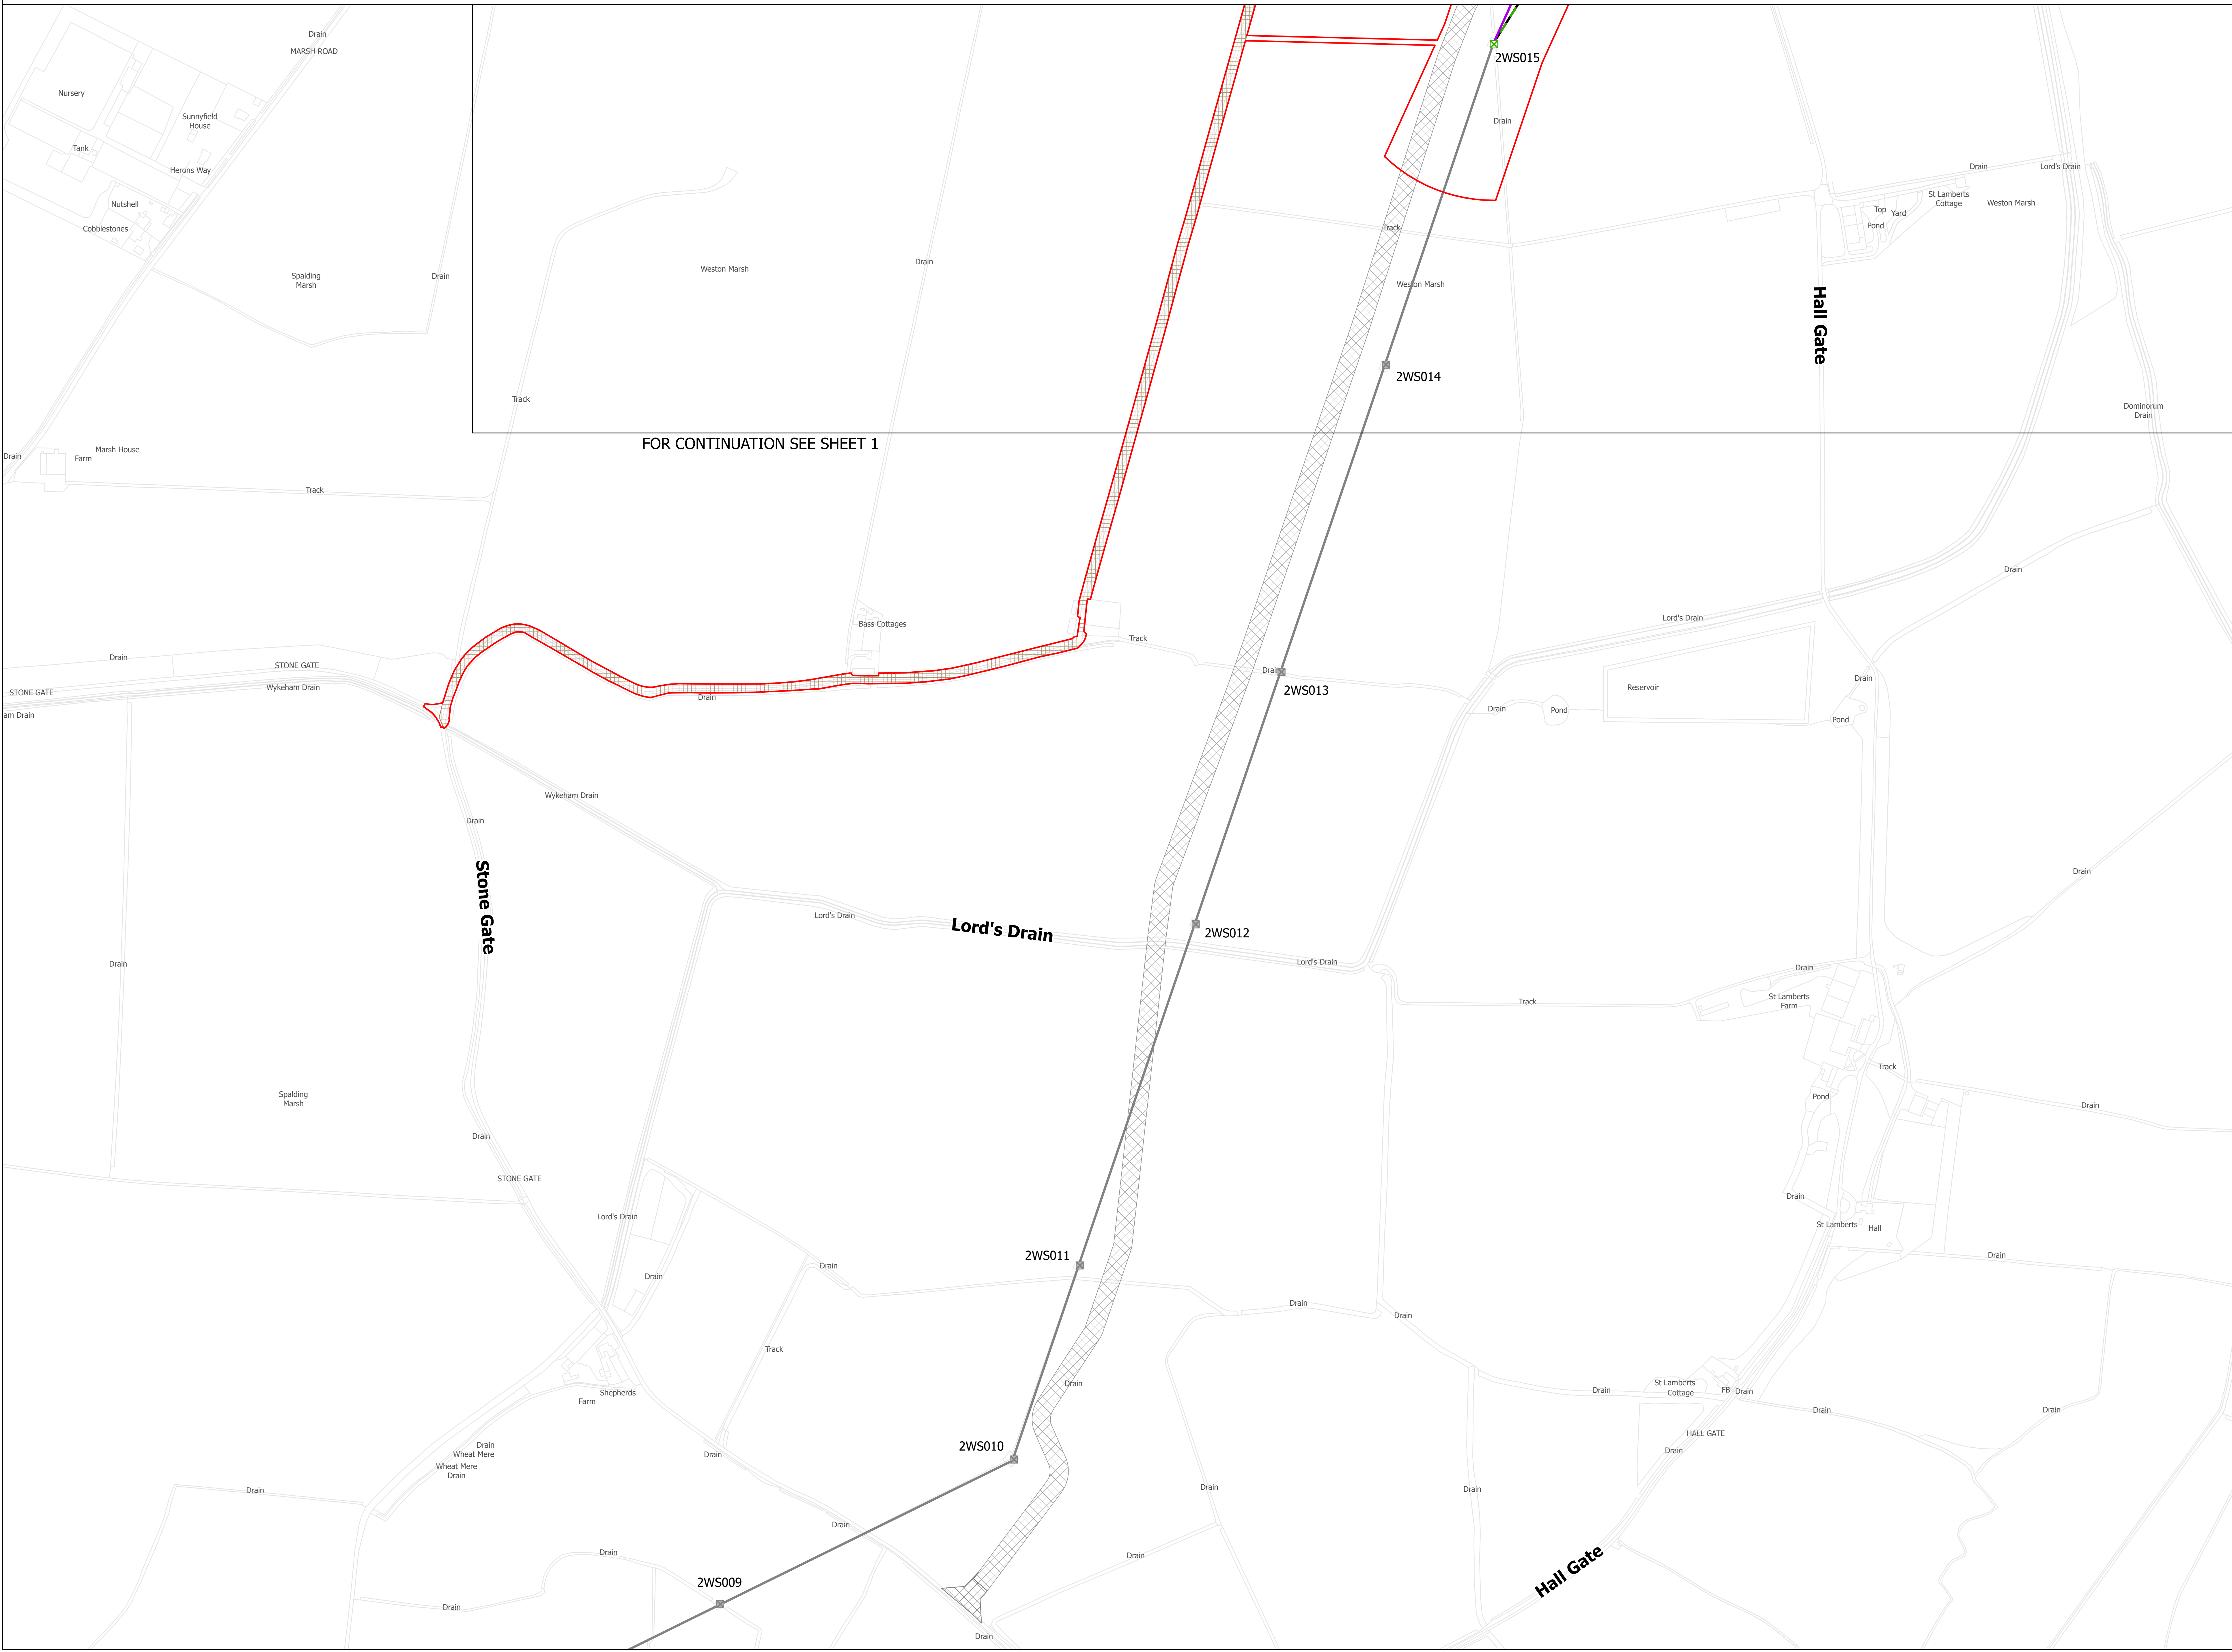 Drain
MARSH ROAD
Nursery
Sunnyfield
House
Tank
Herons Way
Nutshell
Cobblestones
Spalding
Marsh
Drain
Weston Marsh
Drain
Track
2WS015
Drain
Track
Weston Marsh
2WS014
Hall Gate
Drain
Lord's Drain
St Lamberts
Cottage
Weston Marsh
Top
Yard
Pond
Dominorum
Drain
FOR CONTINUATION SEE SHEET 1
Drain
Marsh House
Farm
Track
Drain
STONE GATE
STONE GATE
Wykeham Drain
am Drain
Bass Cottages
Drain
Track
Drain
2WS013
Lord's Drain
Drain
Reservoir
Drain
Pond
Drain
Pond
Wykeham Drain
Drain
Stone Gate
Lord's Drain
Lord's Drain
2WS012
Lord's Drain
Drain
Drain
Drain
St Lamberts
Farm
Track
Track
Pond
Drain
Spalding
Marsh
Drain
STONE GATE
Lord's Drain
Drain
Drain
2WS011
Drain
Drain
Drain
St Lamberts
Hall
Drain
Track
Drain
Shepherds
Farm
St Lamberts
Cottage
FB
Drain
Drain
Drain
Drain
HALL GATE
Drain
2WS010
Drain
Wheat Mere
Wheat Mere
Drain
Drain
Drain
Drain
Drain
Drain
Drain
Drain
2WS009
Drain
Drain
Hall Gate
Drain